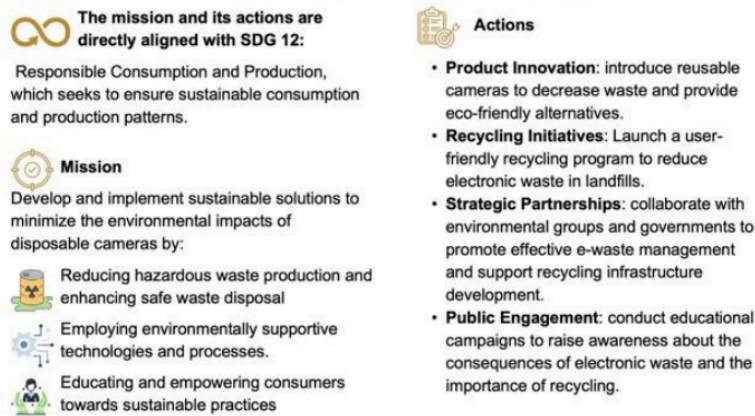 The mission and its actions are
directly aligned with SDG 12:
Responsible Consumption and Production,
which seeks to ensure sustainable consumption
and production patterns.
Mission
Develop and implement sustainable solutions to
minimize the environmental impacts of
disposable cameras by:
Reducing hazardous waste production and
enhancing safe waste disposal
Employing environmentally supportive
technologies and processes.
Educating and empowering consumers
towards sustainable practices
Actions
• Product Innovation: introduce reusable
cameras to decrease waste and provide
eco-friendly alternatives.
• Recycling Initiatives: Launch a user-
friendly recycling program to reduce
electronic waste in landfills.
• Strategic Partnerships: collaborate with
environmental groups and governments to
promote effective e-waste management
and support recycling infrastructure
development.
• Public Engagement: conduct educational
campaigns to raise awareness about the
consequences of electronic waste and the
importance of recycling.